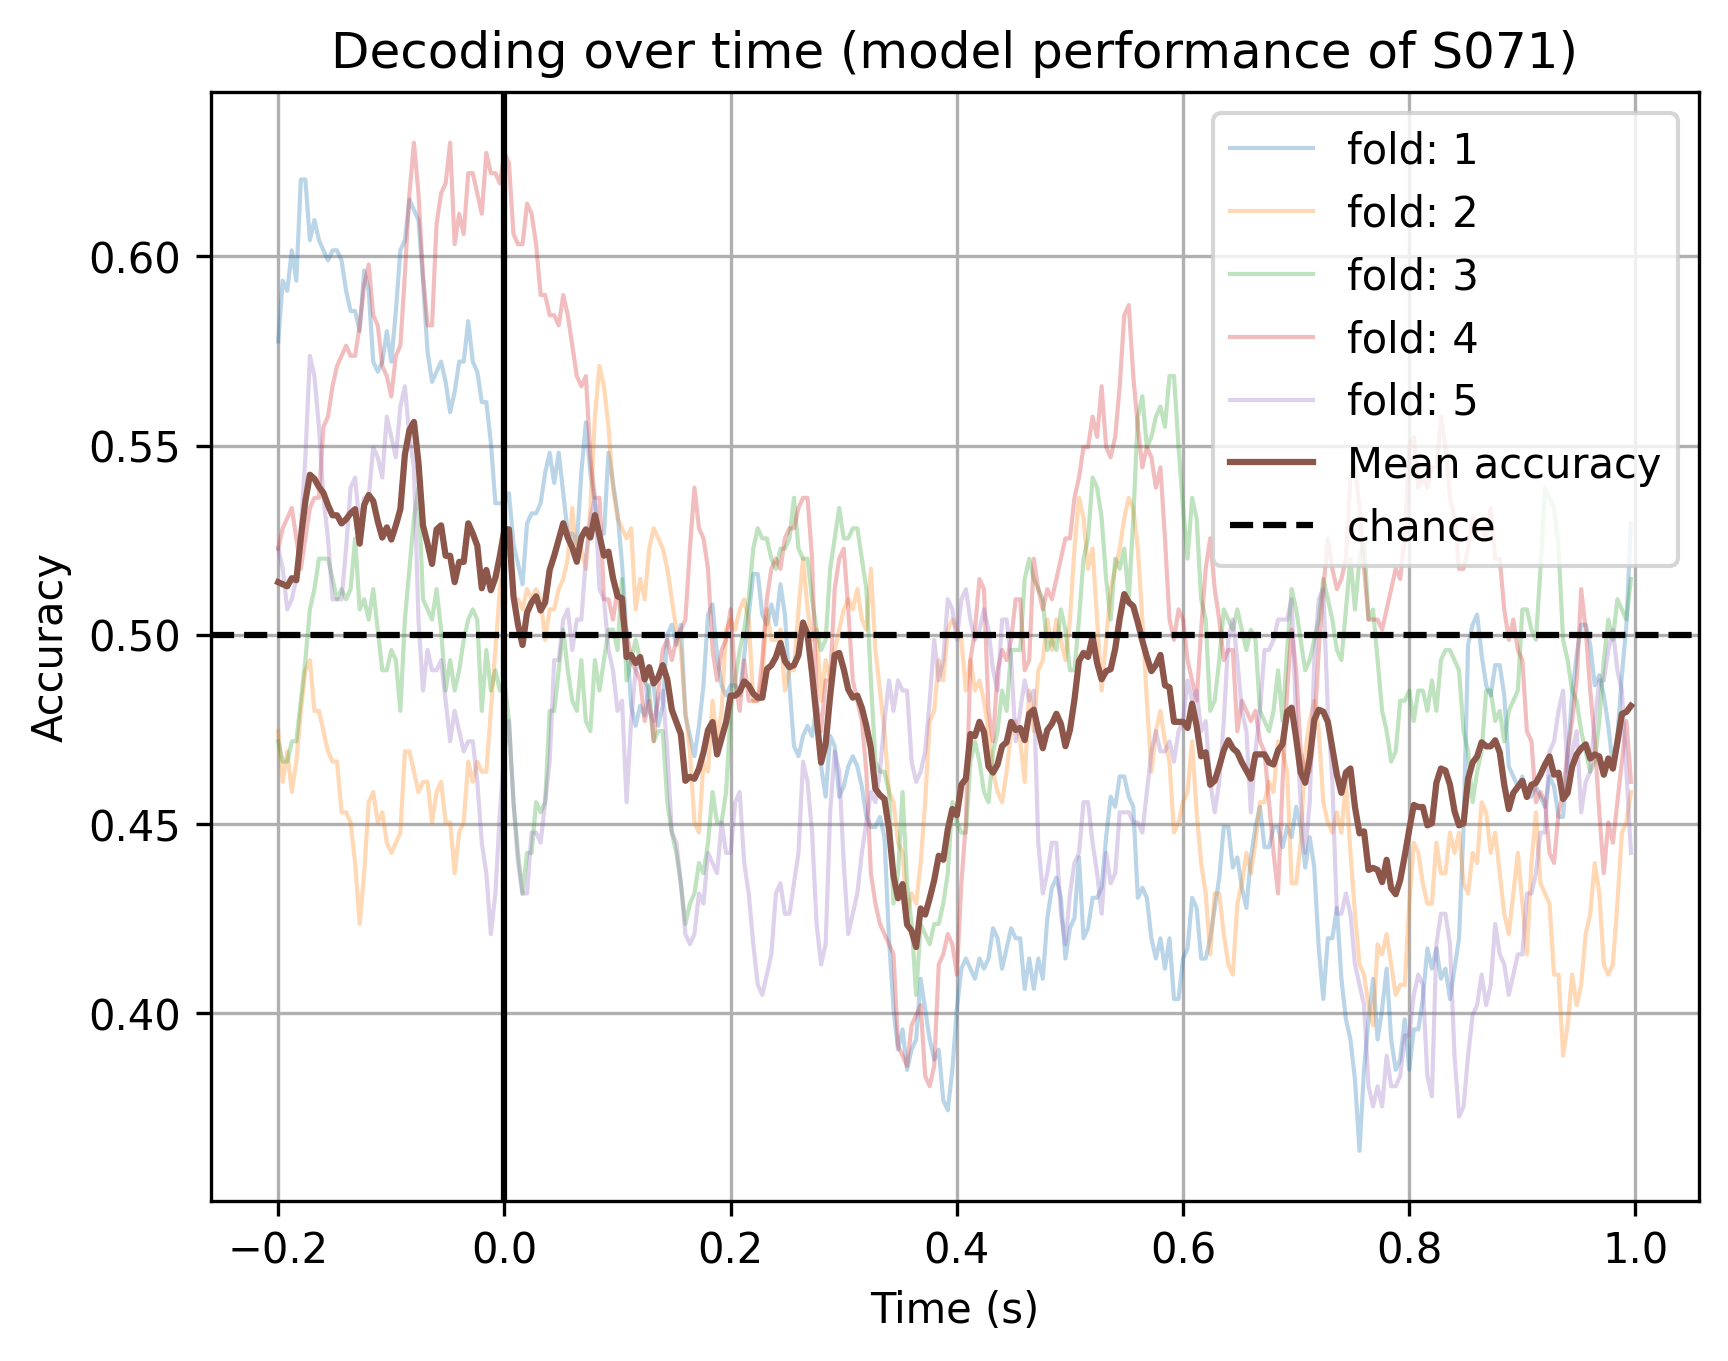 Decoding over time (model performance of S071)
fold: 1
fold: 2
fold: 3
fold: 4
fold: 5
Mean accuracy
chance
Accuracy
0.60
0.55
0.50
0.45
0.40
−0.2
0.0
0.2
0.4
0.6
0.8
1.0
Time (s)